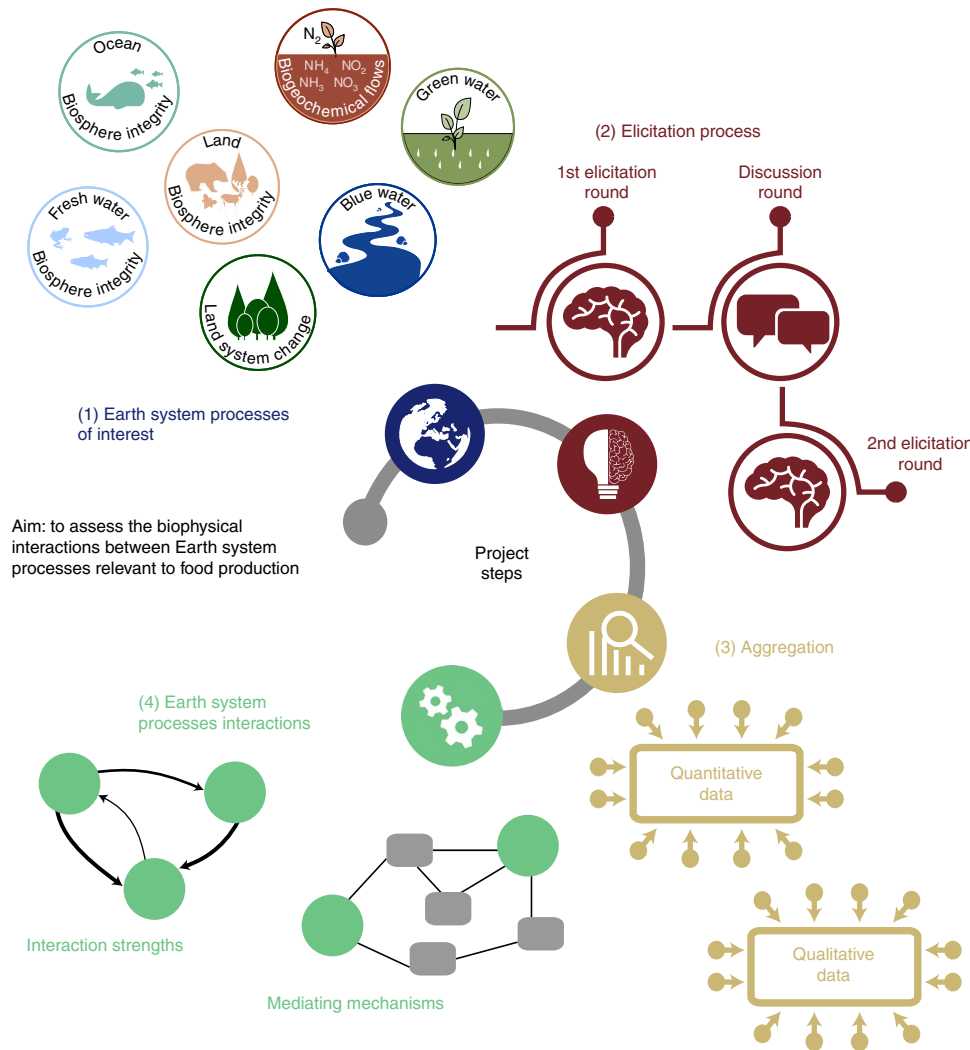 Ocean
Biosphere integrity
N2
NH4 NO2
NH3 NO3
Biogeochemical flows
Green water
Land
Biosphere integrity
Fresh water
Biosphere integrity
Blue water
Land system change
(2) Elicitation process
1st elicitation
round
Discussion
round
2nd elicitation
round
(1) Earth system processes
of interest
Aim: to assess the biophysical
interactions between Earth system
processes relevant to food production
Project
steps
(3) Aggregation
Quantitative
data
Qualitative
data
(4) Earth system
processes interactions
Interaction strengths
Mediating mechanisms